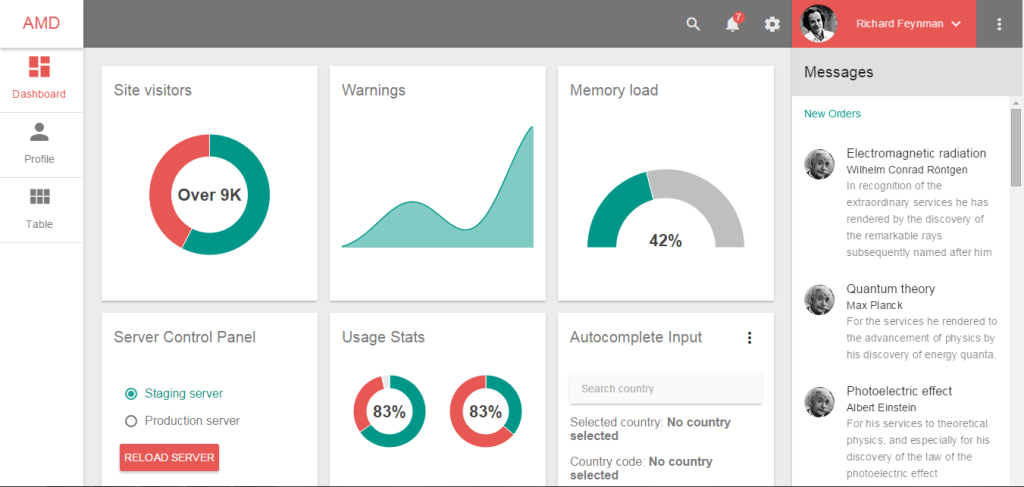 AMD
7
Richard Feynman
Dashboard
Profile
Table
Site visitors
Over 9K
Warnings
Memory load
42%
Server Control Panel
Staging server
Production server
RELOAD SERVER
Usage Stats
83%
83%
Autocomplete Input
Search country
Selected country: No country
selected
Country code: No country
selected
Messages
New Orders
Electromagnetic radiation
Wilhelm Conrad Röntgen
In recognition of the
extraordinary services he has
rendered by the discovery of
the remarkable rays
subsequently named after him
Quantum theory
Max Planck
For the services he rendered to
the advancement of physics by
his discovery of energy quanta.
Photoelectric effect
Albert Einstein
For his services to theoretical
physics, and especially for his
discovery of the law of the
photoelectric effect